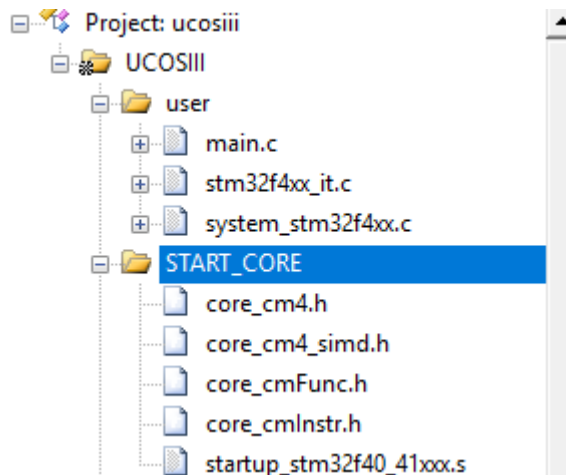 Project: ucosiii
UCOSIII
user
main.c
stm32f4xx_it.c
system_stm32f4xx.c
START_CORE
core_cm4.h
core_cm4_simd.h
core_cmFunc.h
core_cmInstr.h
startup_stm32f40_41xxx.s